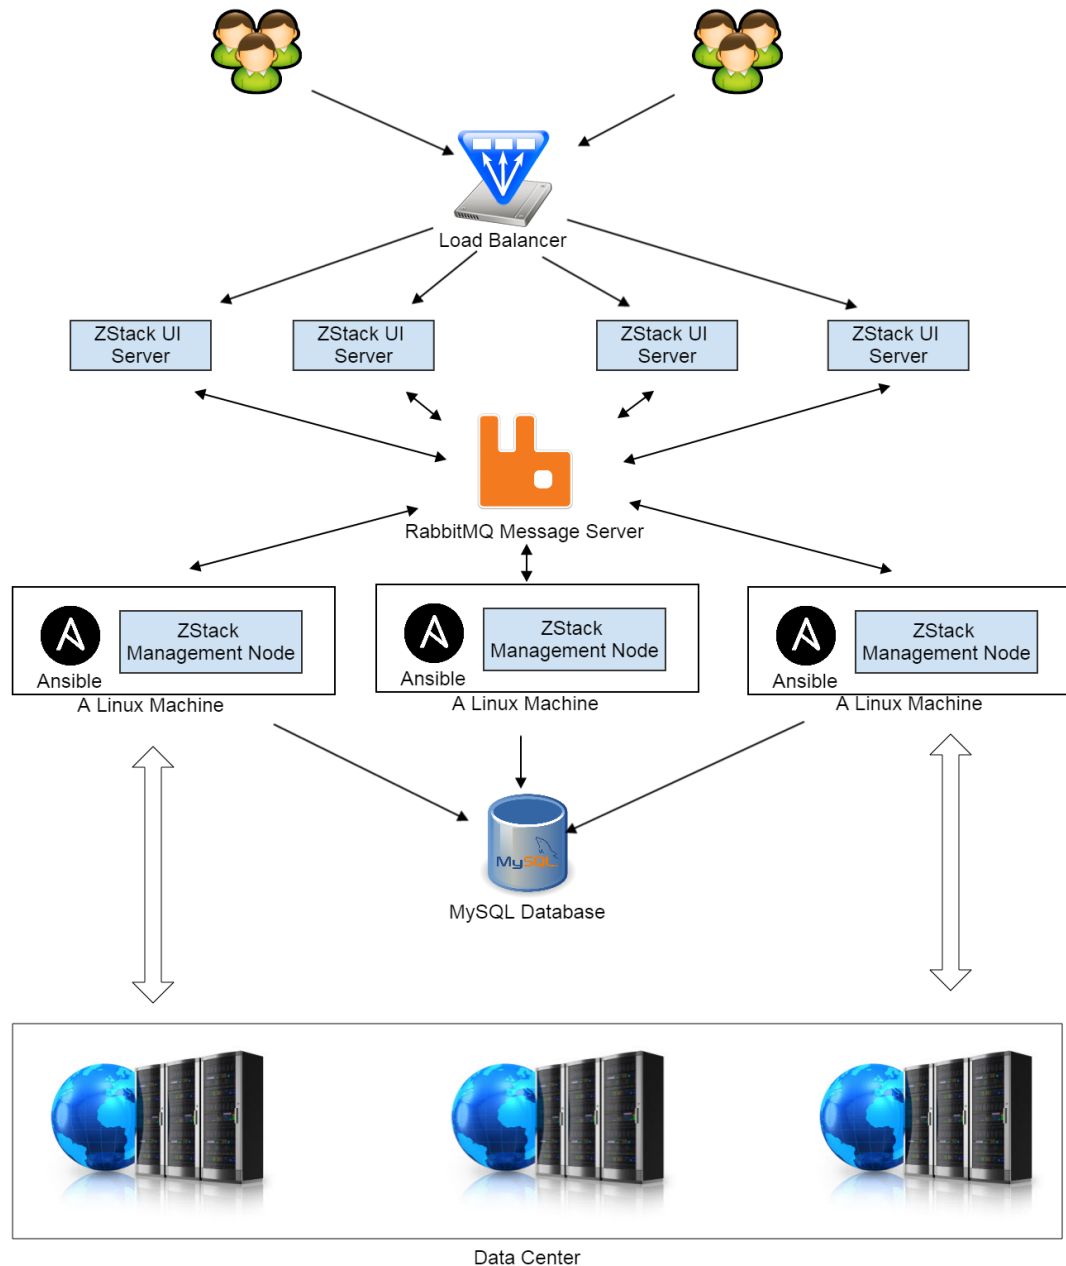 Load Balancer
ZStack UI
Server
ZStack UI
Server
ZStack UI
Server
ZStack UI
Server
RabbitMQ Message Server
Ansible
ZStack
Management Node
A Linux Machine
Ansible
ZStack
Management Node
A Linux Machine
Ansible
ZStack
Management Node
A Linux Machine
MySQL
MySQL Database
Data Center